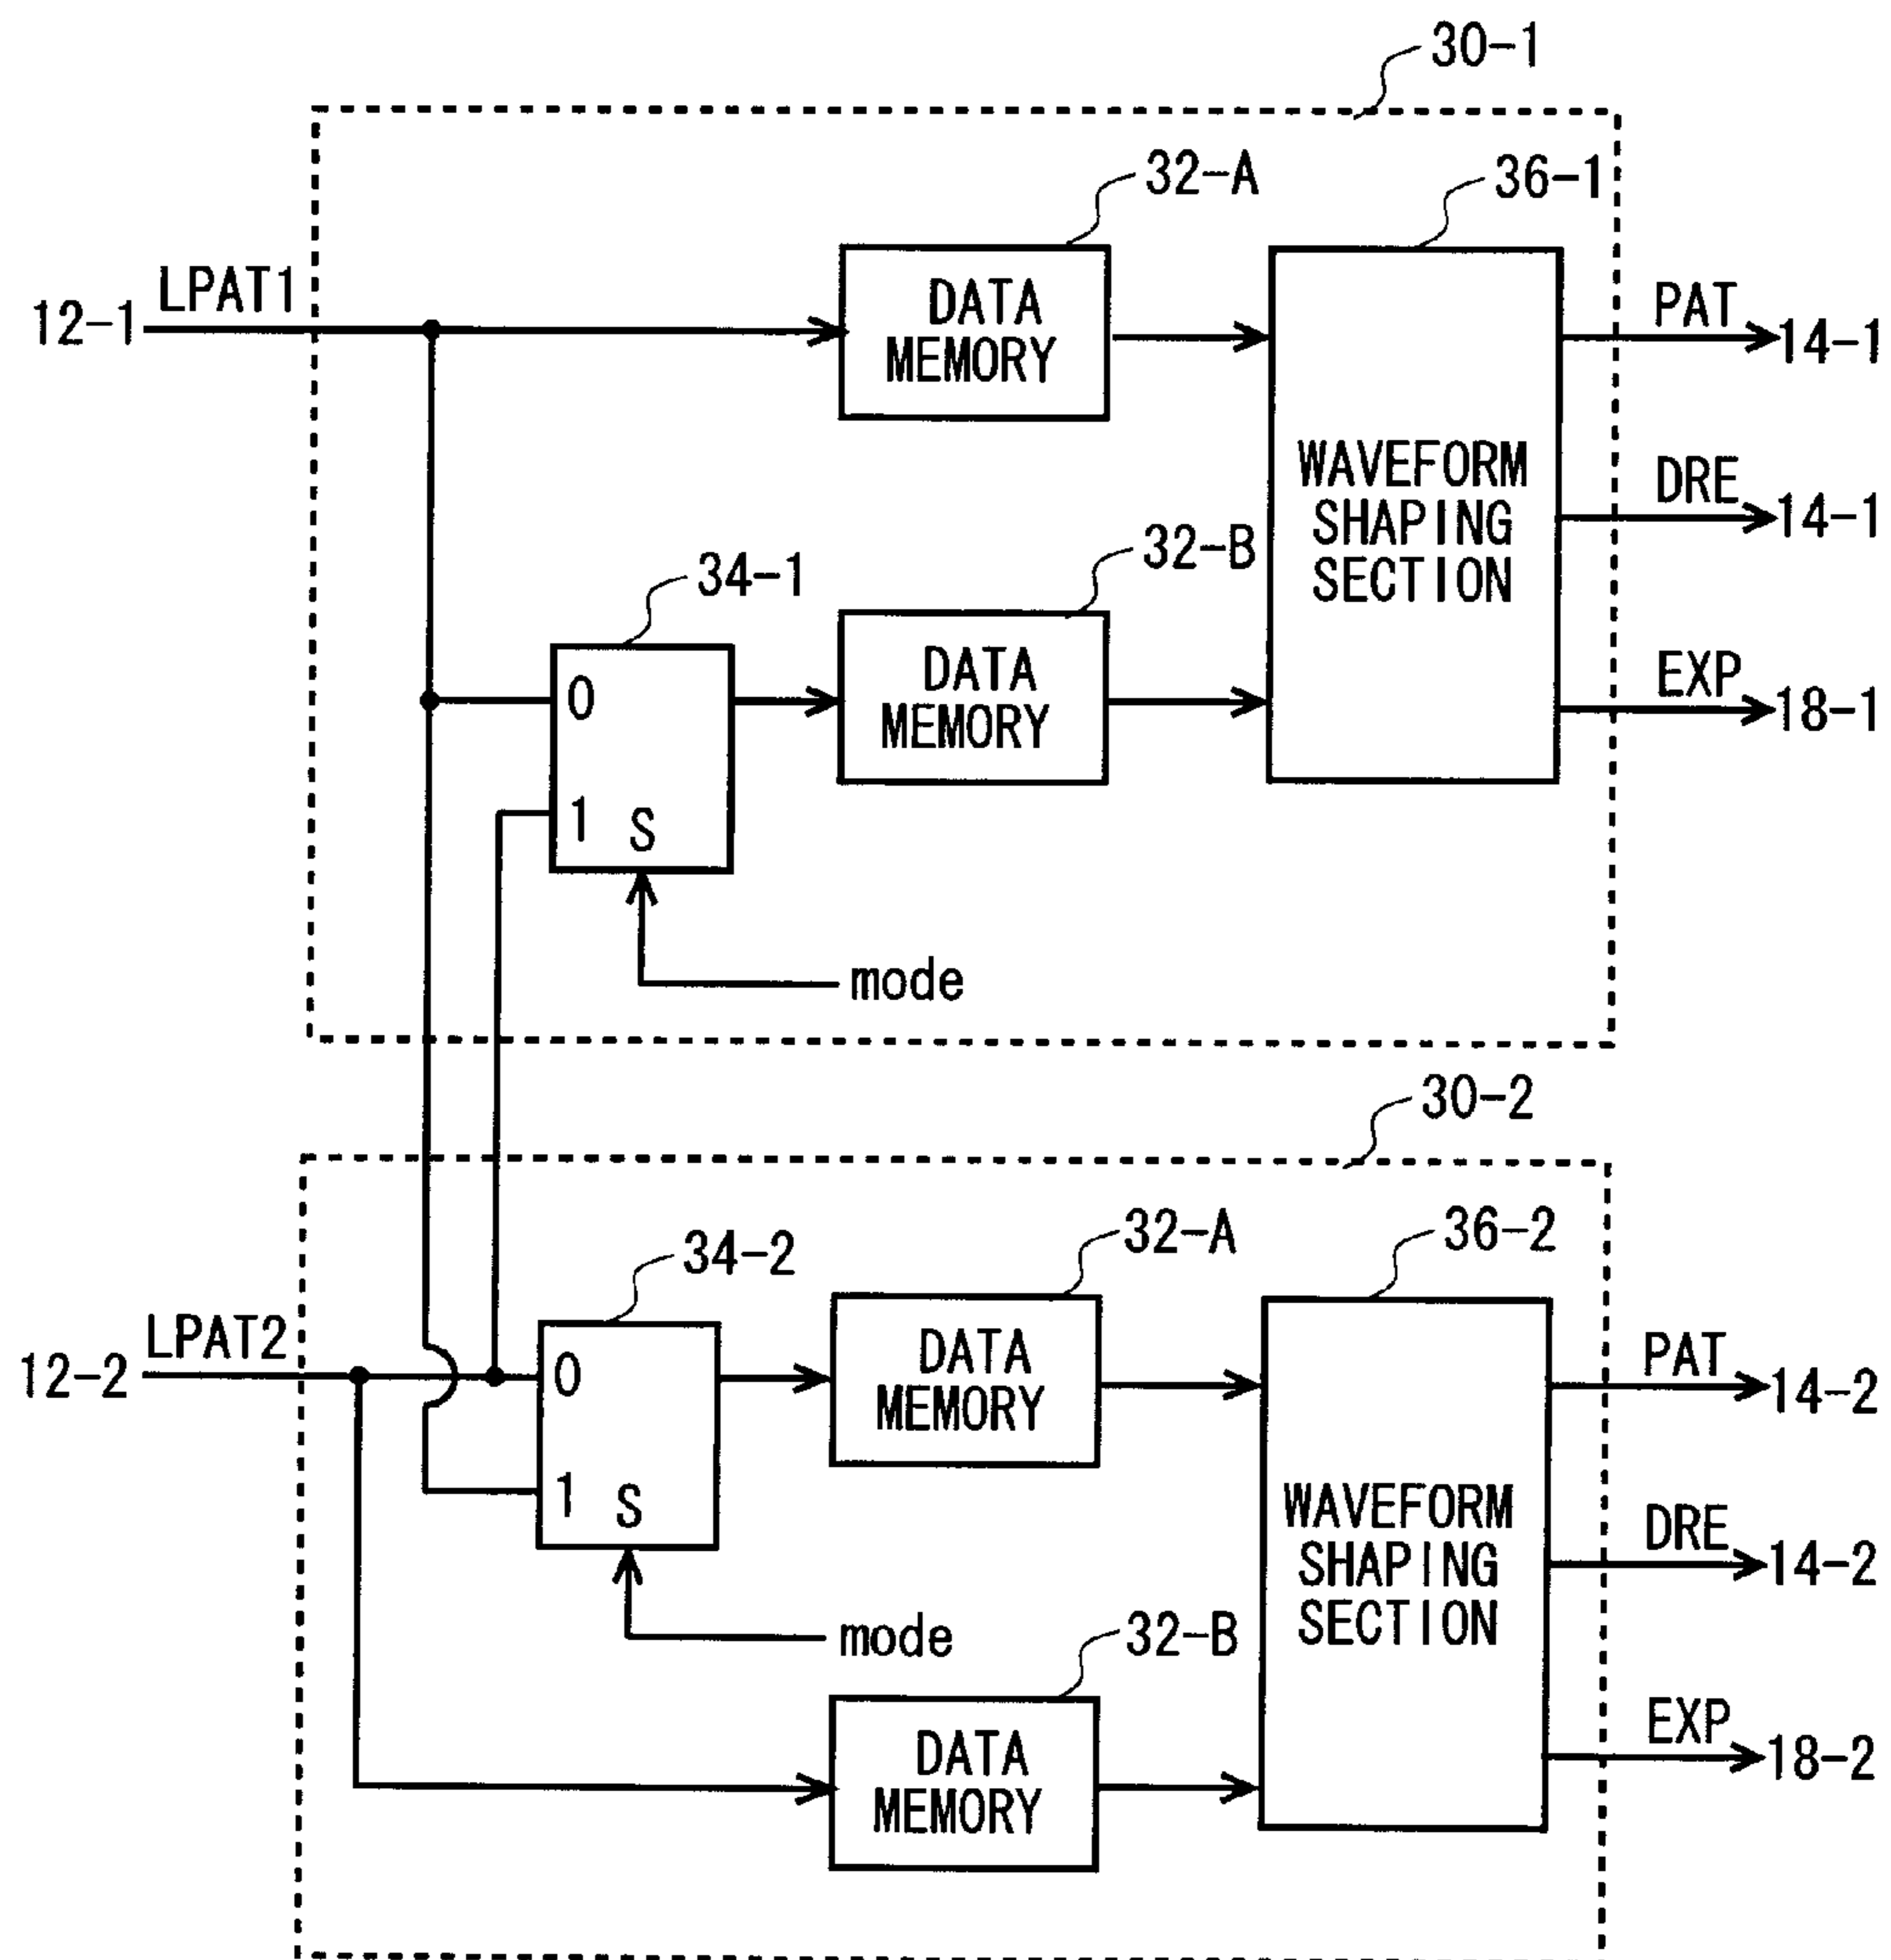 30-1
32-A
36-1
12-1
LPAT1
DATA
MEMORY
PAT
14-1
WAVEFORM
SHAPING
SECTION
DRE
14-1
34-1
32-B
0
1
S
DATA
MEMORY
EXP
18-1
mode
30-2
34-2
32-A
36-2
12-2
LPAT2
0
1
S
DATA
MEMORY
PAT
14-2
WAVEFORM
SHAPING
SECTION
DRE
14-2
mode
32-B
DATA
MEMORY
EXP
18-2